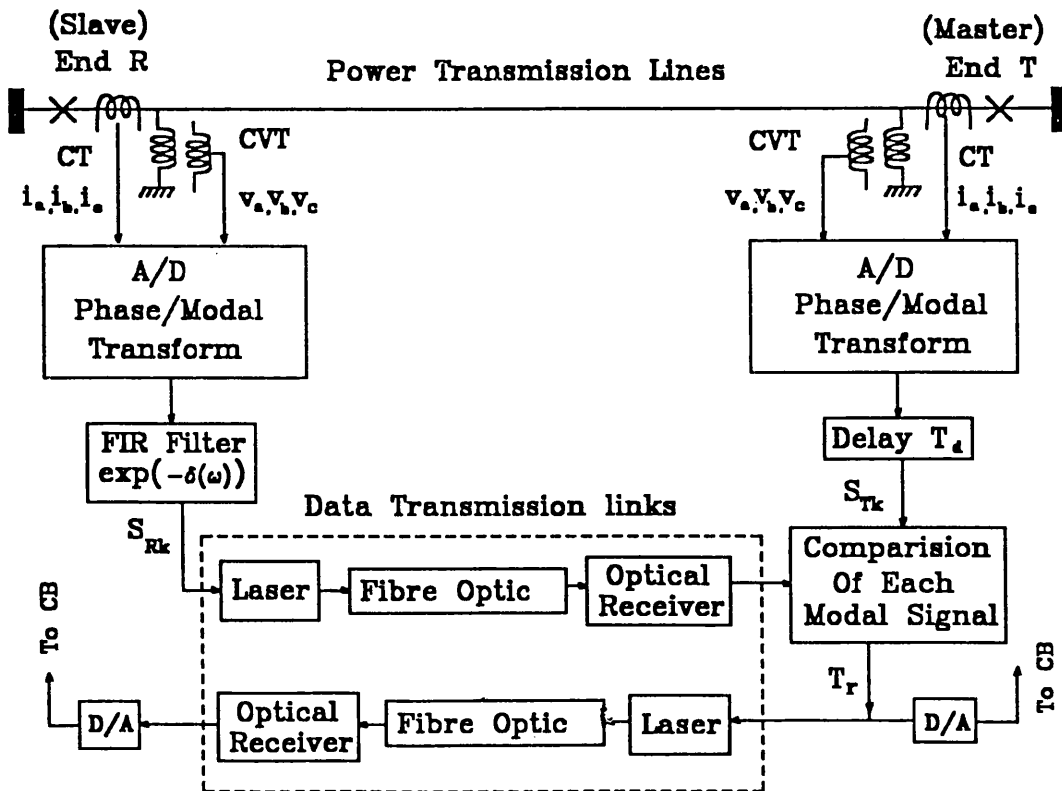 (Slave)
End R
Power Transmission Lines
(Master)
End T
CT
CVT
CVT
CT
i_a,i_b,i_c
v_a,v_b,v_c
v_a,v_b,v_c
i_a,i_b,i_c
A/D
Phase/Modal
Transform
A/D
Phase/Modal
Transform
FIR Filter
exp(-δ(ω))
Delay T_d
S_Rk
Data Transmission links
S_Tk
Laser
Fibre Optic
Optical
Receiver
Comparision
Of Each
Modal Signal
To CB
T_r
To CB
D/A
Optical
Receiver
Fibre Optic
Laser
D/A